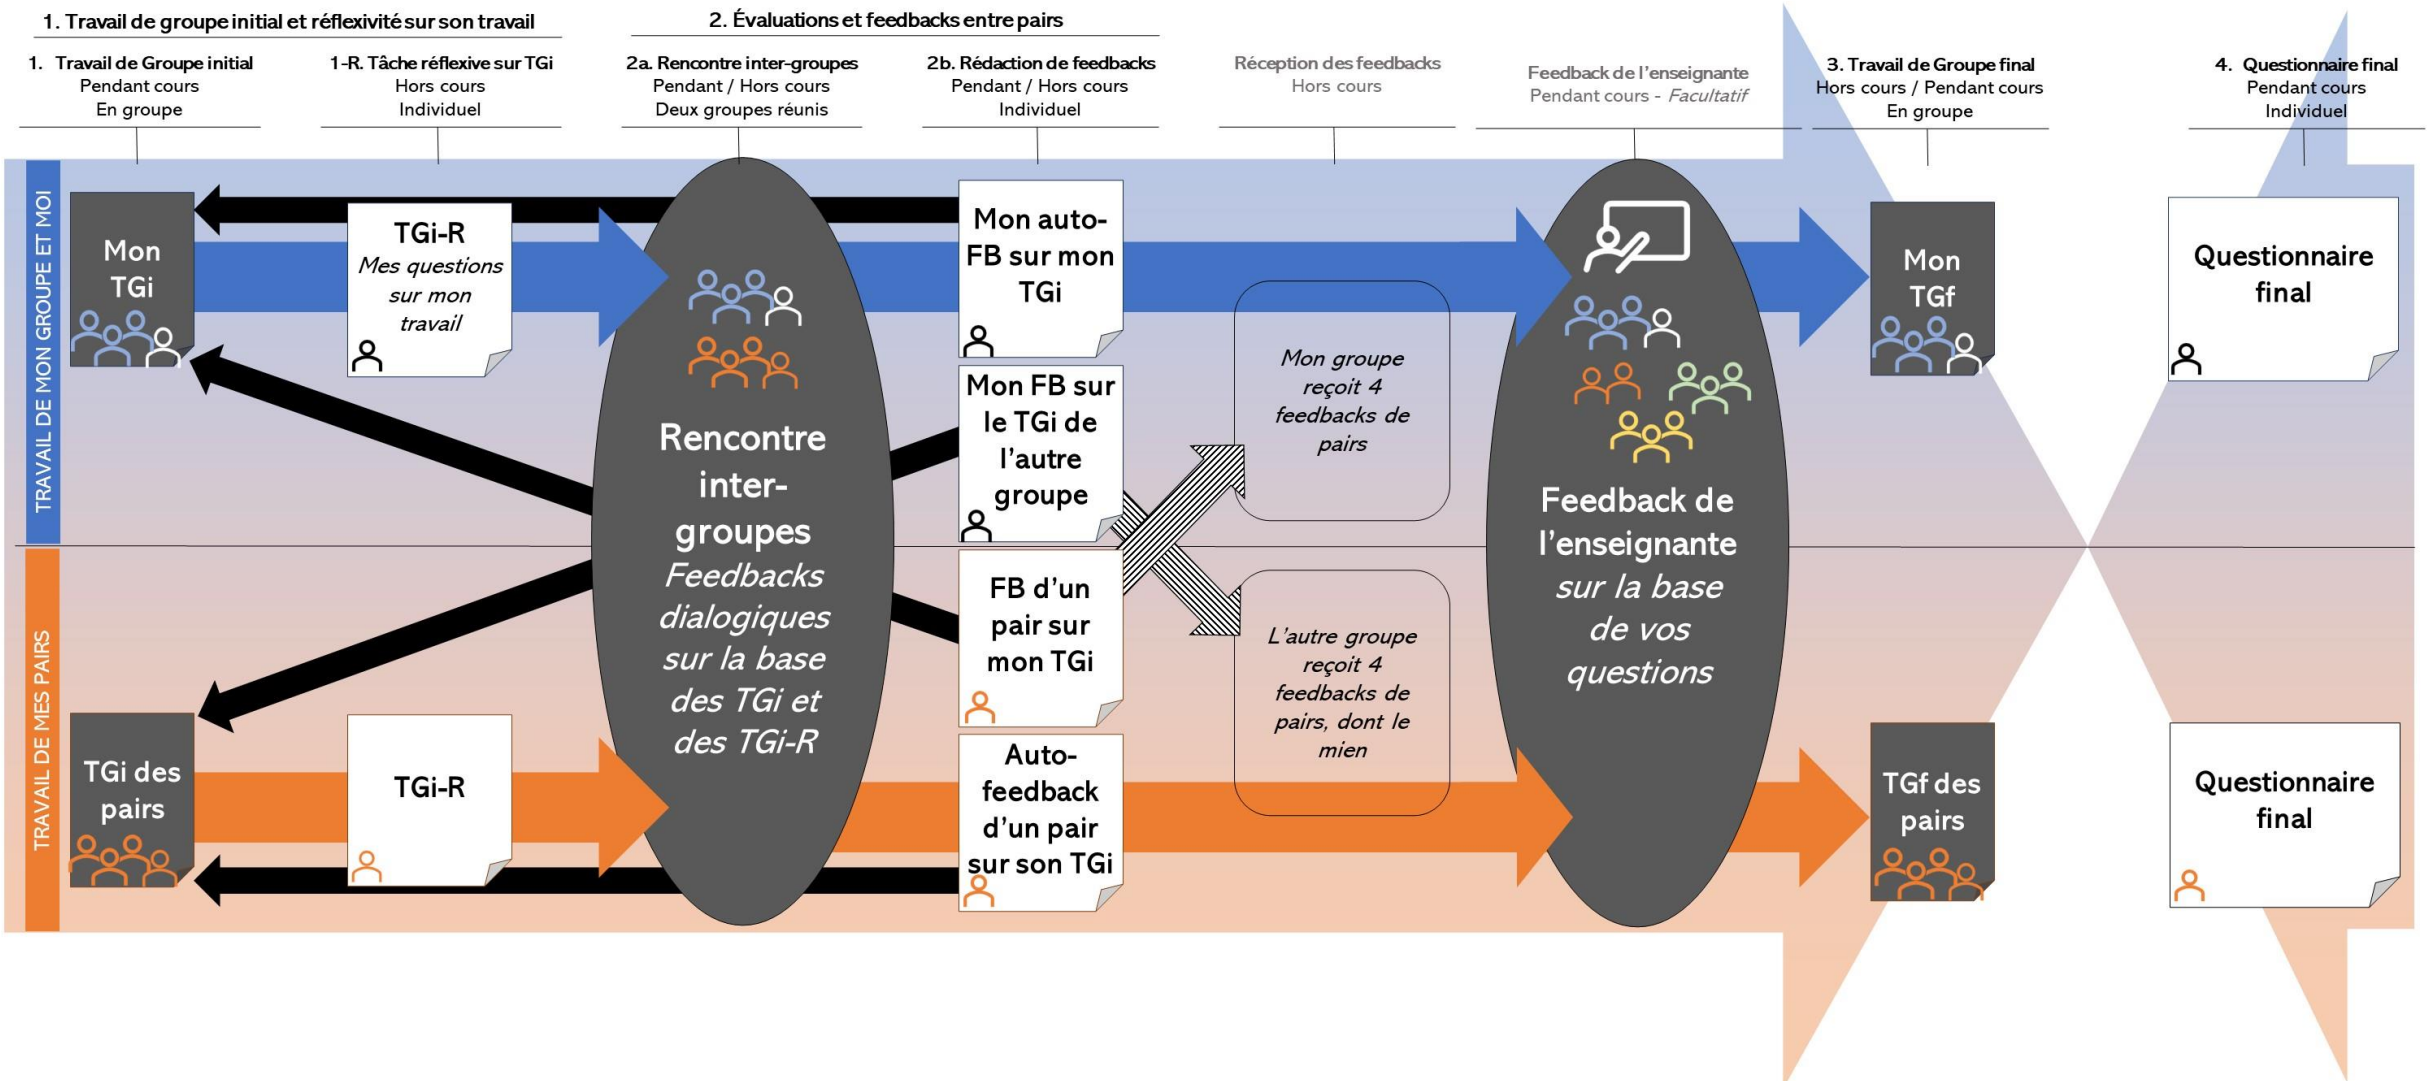 1. Travail de groupe initial et réflexivité sur son travail
2. Évaluations et feedbacks entre pairs
1. Travail de Groupe initial
Pendant cours
En groupe
1-R. Tâche réflexive sur TGi
Hors cours
Individuel
2a. Rencontre inter-groupes
Pendant / Hors cours
Deux groupes réunis
2b. Rédaction de feedbacks
Pendant / Hors cours
Individuel
Réception des feedbacks
Hors cours
Feedback de l'enseignante
Pendant cours - Facultatif
3. Travail de Groupe final
Hors cours / Pendant cours
En groupe
4. Questionnaire final
Pendant cours
Individuel
TRAVAIL DE MON GROUPE ET MOI
Mon
TGi
TGi-R
Mes questions
sur mon
travail
Rencontre
inter-
groupes
Feedbacks
dialogiques
sur la base
des TGi et
des TGi-R
Mon auto-
FB sur mon
TGi
Mon FB sur
le TGi de
l'autre
groupe
Mon groupe
reçoit 4
feedbacks de
pairs
Feedback de
l'enseignante
sur la base
de vos
questions
Mon
TGf
Questionnaire
final
TRAVAIL DE MES PAIRS
TGi des
pairs
TGi-R
FB d'un
pair sur
mon TGi
Auto-
feedback
d'un pair
sur son TGi
L'autre groupe
reçoit 4
feedbacks de
pairs, dont le
mien
TGf des
pairs
Questionnaire
final